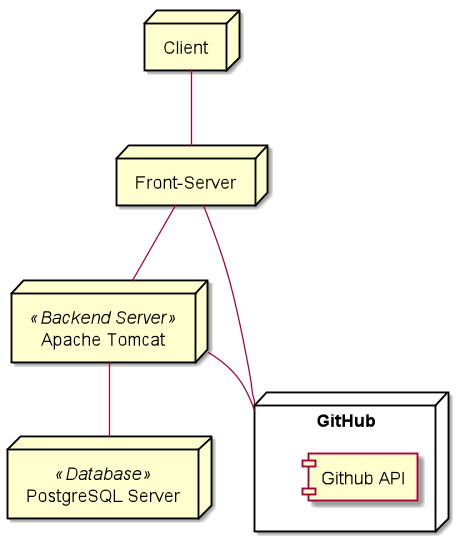 Client
Front-Server
«Backend Server»
Apache Tomcat
GitHub
Github API
«Database»
PostgreSQL Server